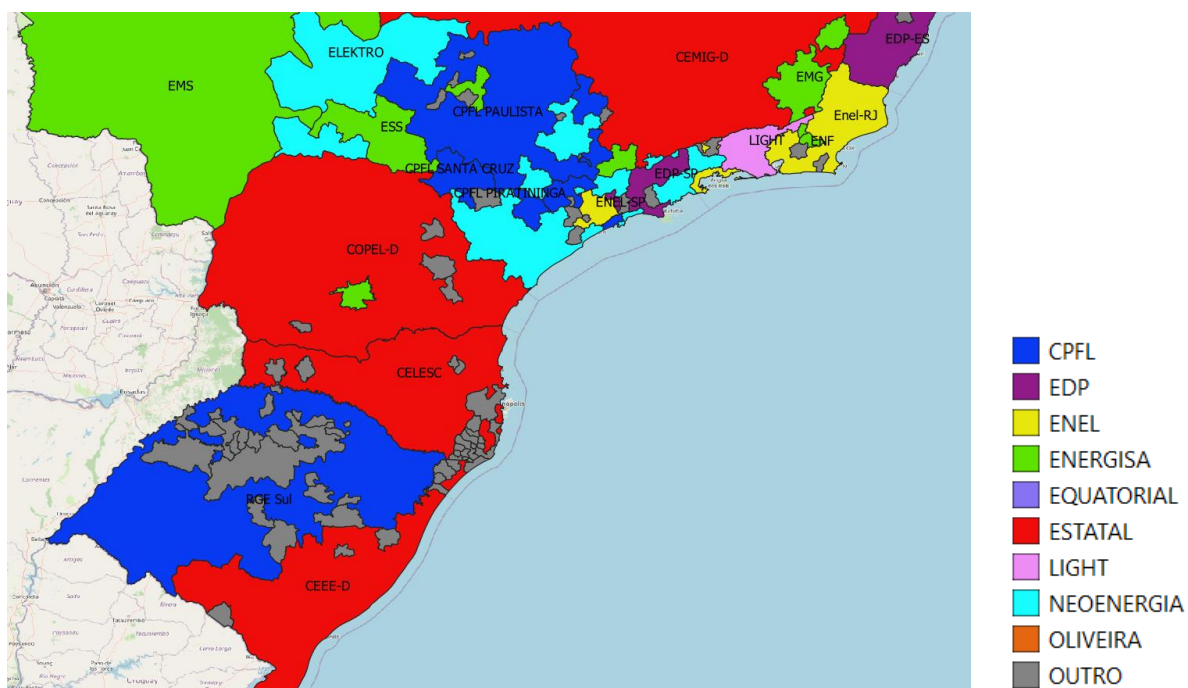 EDP-ES
ELEKTRO
CEMIG-D
EMG
EMS
CPFL PAULISTA
Enel-RJ
ESS
LIGHT
ENF
CPFL SANTA CRUZ
EDP-SP
CPFL PIRATININGA
ENEL-SP
COPEL-D
CELESC
RGE Sul
CEEE-D
Uruguay
CPFL
EDP
ENEL
ENERGISA
EQUATORIAL
ESTATAL
LIGHT
NEOENERGIA
OLIVEIRA
OUTRO